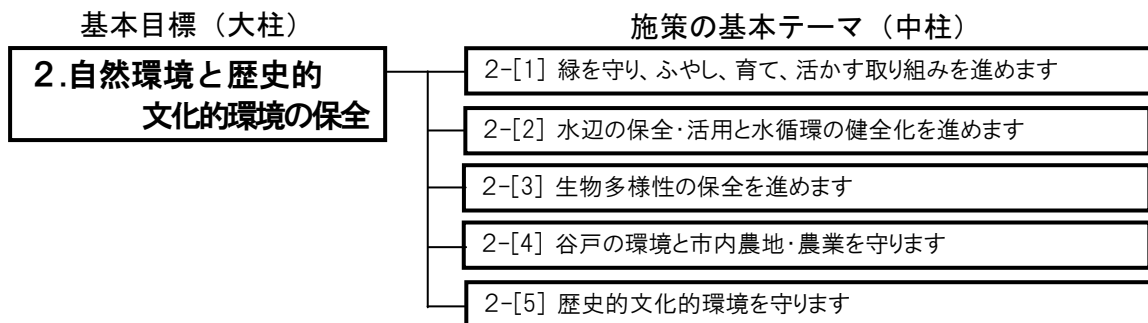 基本目標（大柱）
施策の基本テーマ（中柱）
２.自然環境と歴史的
文化的環境の保全
2-[1] 緑を守り、ふやし、育て、活かす取り組みを進めます
2-[2] 水辺の保全・活用と水循環の健全化を進めます
2-[3] 生物多様性の保全を進めます
2-[4] 谷戸の環境と市内農地・農業を守ります
2-[5] 歴史的文化的環境を守ります